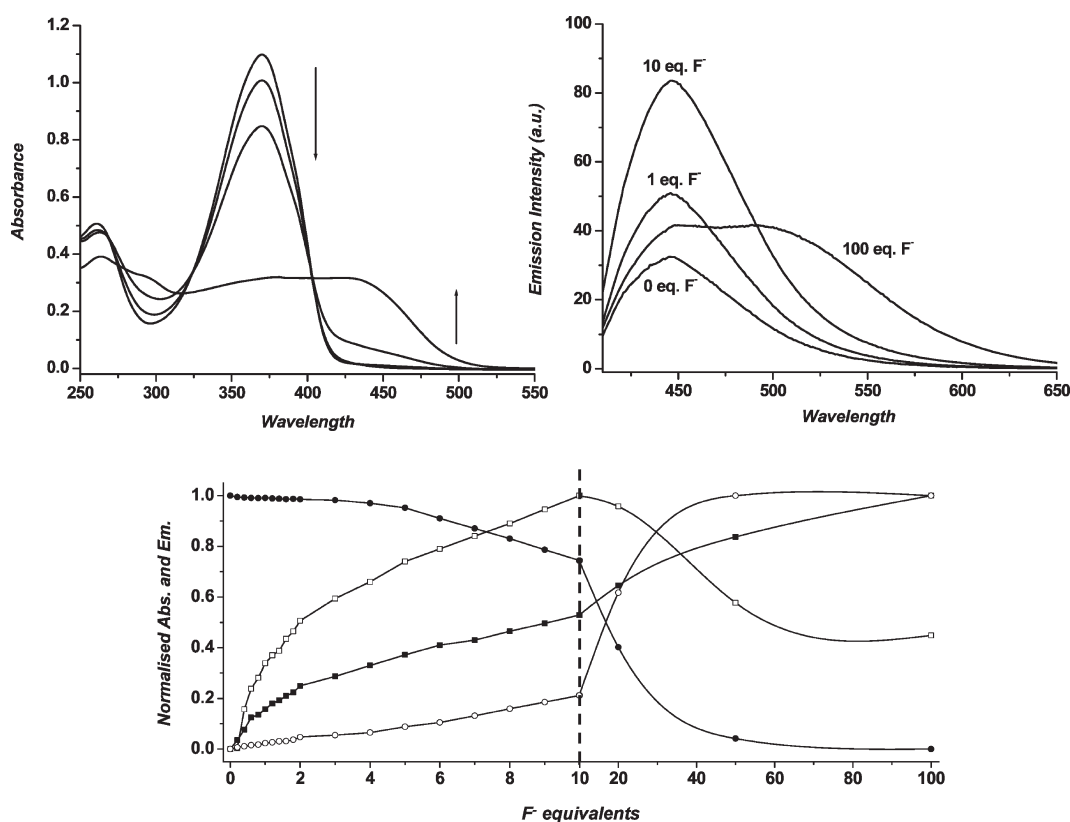 1.2
1.0
0.8
0.6
0.4
0.2
0.0
Absorbance
250 300 350 400 450 500 550
Wavelength
100
80
60
40
20
0
Emission Intensity (a.u.)
10 eq. F-
1 eq. F-
100 eq. F-
0 eq. F-
450 500 550 600 650
Wavelength
1.0
0.8
0.6
0.4
0.2
0.0
Normalised Abs. and Em.
0 2 4 6 8 10 20 40 60 80 100
F- equivalents